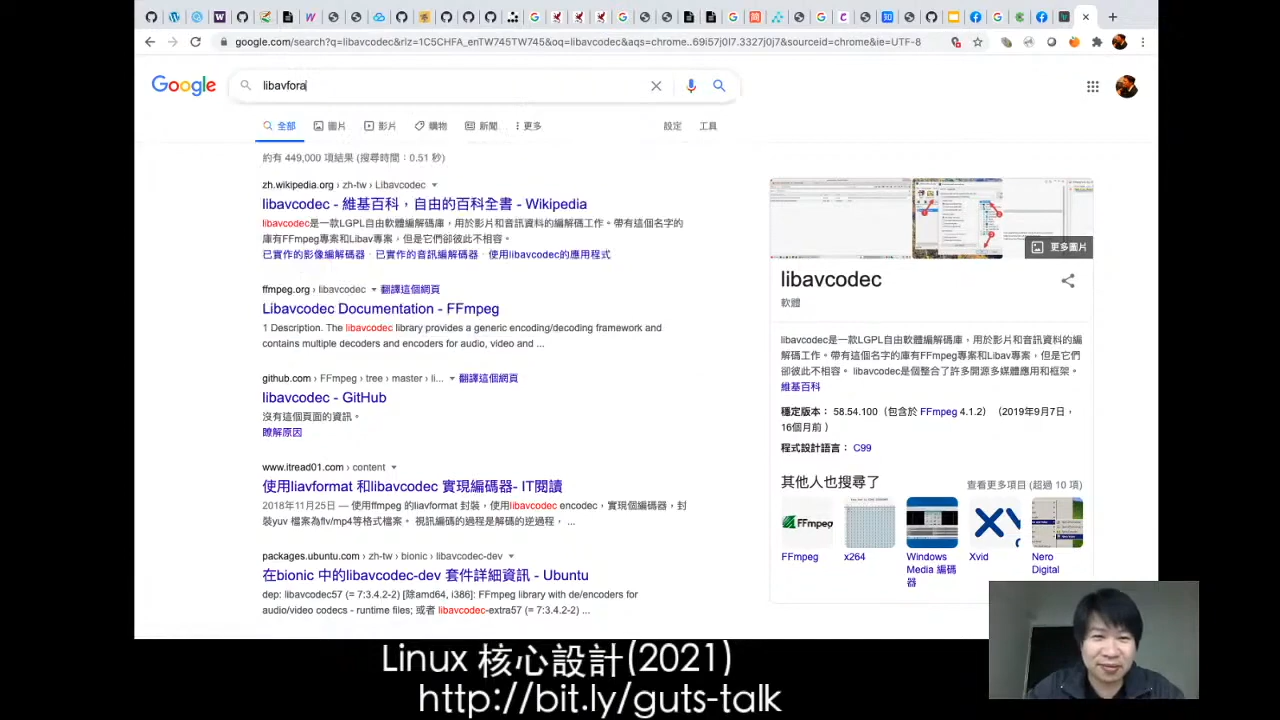 google.com/search?q=libavcodec&rlz=1C5CHFA_enTW745TW745&oq=libavcodec&aqs=chrome..69i57j0l7.3327j0j7&sourceid=chrome&ie=UTF-8
Google
libavfora
全部 圖片 影片 購物 新聞 更多 設定 工具
約有 449,000 項結果 (搜尋時間:0.51 秒)
zh.wikipedia.org › zh-tw › Libavcodec
libavcodec - 維基百科,自由的百科全書 - Wikipedia
libavcodec是一款LGPL自由軟體編解碼庫,用於影片和音訊資料的編解碼工作。帶有這個名字的
庫有FFmpeg專案和Libav專案,但是它們卻彼此不相容。
已實作的影像編解碼器 · 已實作的音訊編解碼器 · 使用libavcodec的應用程式
ffmpeg.org › libavcodec 翻譯這個網頁
Libavcodec Documentation - FFmpeg
1 Description. The libavcodec library provides a generic encoding/decoding framework and
contains multiple decoders and encoders for audio, video and ...
github.com › FFmpeg › tree › master › li... 翻譯這個網頁
libavcodec - GitHub
沒有這個頁面的資訊。
瞭解原因
www.itread01.com › content
使用liavformat 和libavcodec 實現編碼器- IT閱讀
2018年11月25日 — 使用ffmpeg 的liavformat 封裝,使用libavcodec encodec,實現個編碼器,封
裝yuv 檔案為flv/mp4等格式檔案。 視訊編碼的過程是解碼的逆過程, ...
packages.ubuntu.com › zh-tw › bionic › libavcodec-dev
在bionic 中的libavcodec-dev 套件詳細資訊 - Ubuntu
dep: libavcodec57 (= 7:3.4.2-2) [除amd64, i386]: FFmpeg library with de/encoders for
audio/video codecs - runtime files; 或者 libavcodec-extra57 (= 7:3.4.2-2) ...
更多圖片
libavcodec
軟體
libavcodec是一款LGPL自由軟體編解碼庫,用於影片和音訊資料的編
解碼工作。帶有這個名字的庫有FFmpeg專案和Libav專案,但是它們
卻彼此不相容。 libavcodec是個整合了許多開源多媒體應用和框架。
維基百科
穩定版本: 58.54.100(包含於 FFmpeg 4.1.2) (2019年9月7日,
16個月前)
程式設計語言: C99
其他人也搜尋了 查看更多項目 (超過 10 項)
FFmpeg
FFmpeg x264 Windows Xvid Nero
Media 編碼 Digital
器
Linux 核心設計(2021)
http://bit.ly/guts-talk